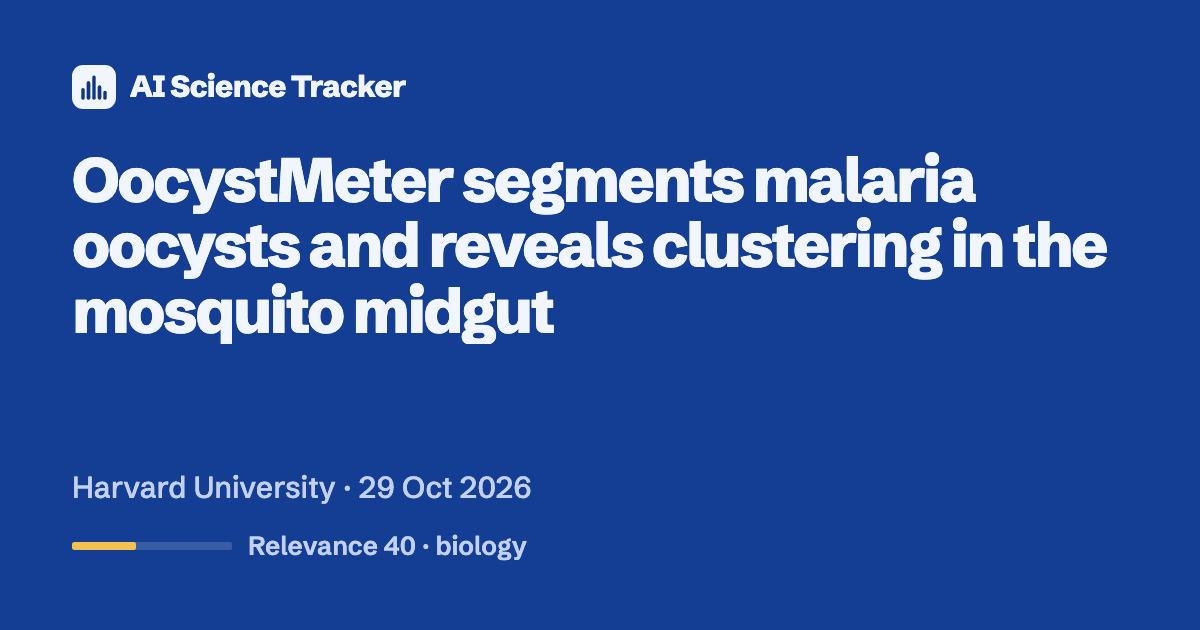 AI Science Tracker
OocystMeter segments malaria
oocysts and reveals clustering in the
mosquito midgut
Harvard University · 29 Oct 2026
Relevance 40 · biology